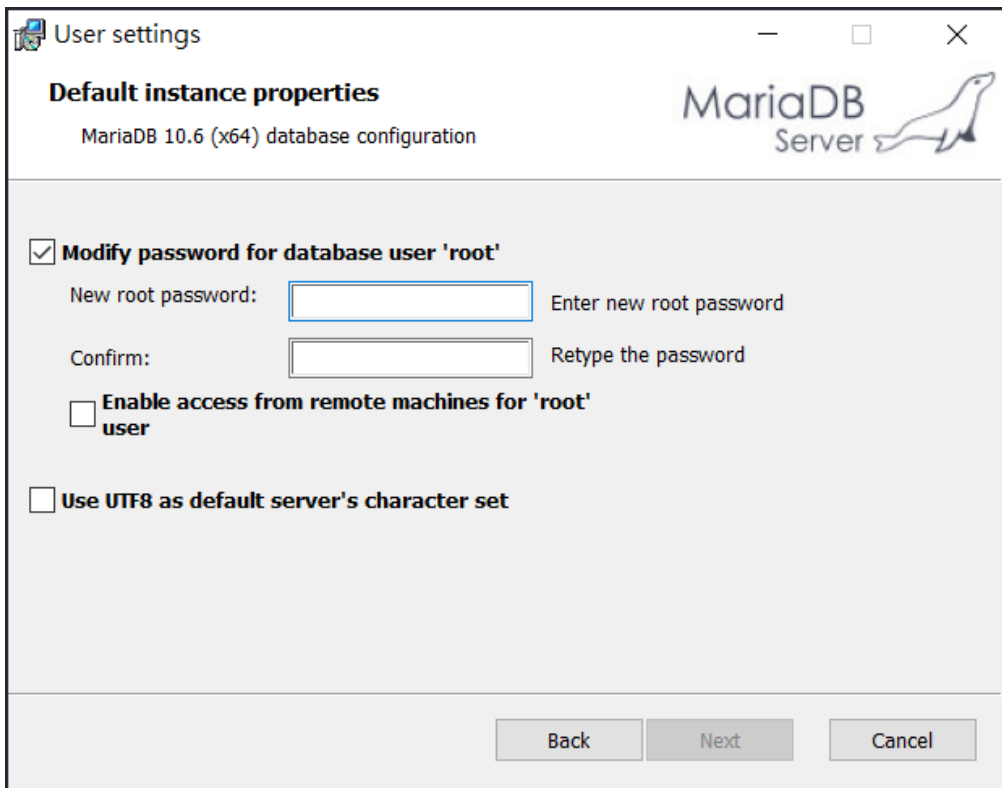 User settings
Default instance properties
MariaDB 10.6 (x64) database configuration
MariaDB
Server
Modify password for database user 'root'
New root password:
Enter new root password
Confirm:
Retype the password
Enable access from remote machines for 'root'
user
Use UTF8 as default server's character set
Back
Next
Cancel